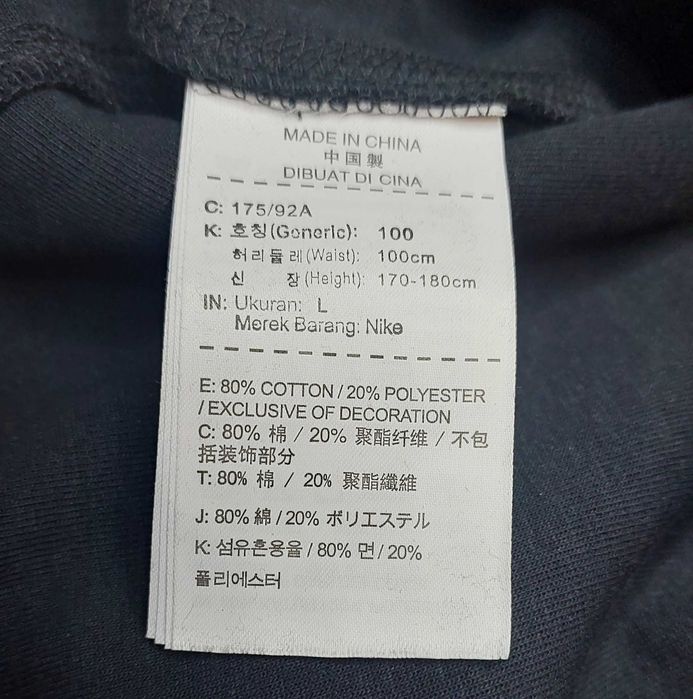 MADE IN CHINA
中国製
DIBUAT DI CINA
C: 175/92A
K: 호칭(Generic): 100
허리둘레(Waist): 100cm
신 장(Height): 170-180cm
IN: Ukuran: L
Merek Barang: Nike
E: 80% COTTON / 20% POLYESTER
/ EXCLUSIVE OF DECORATION
C: 80% 棉 / 20% 聚酯纤维 / 不包
括装饰部分
T: 80% 棉 / 20% 聚酯纖維
J: 80% 綿 / 20% ポリエステル
K: 섬유혼용율 / 80% 면 / 20%
폴리에스터